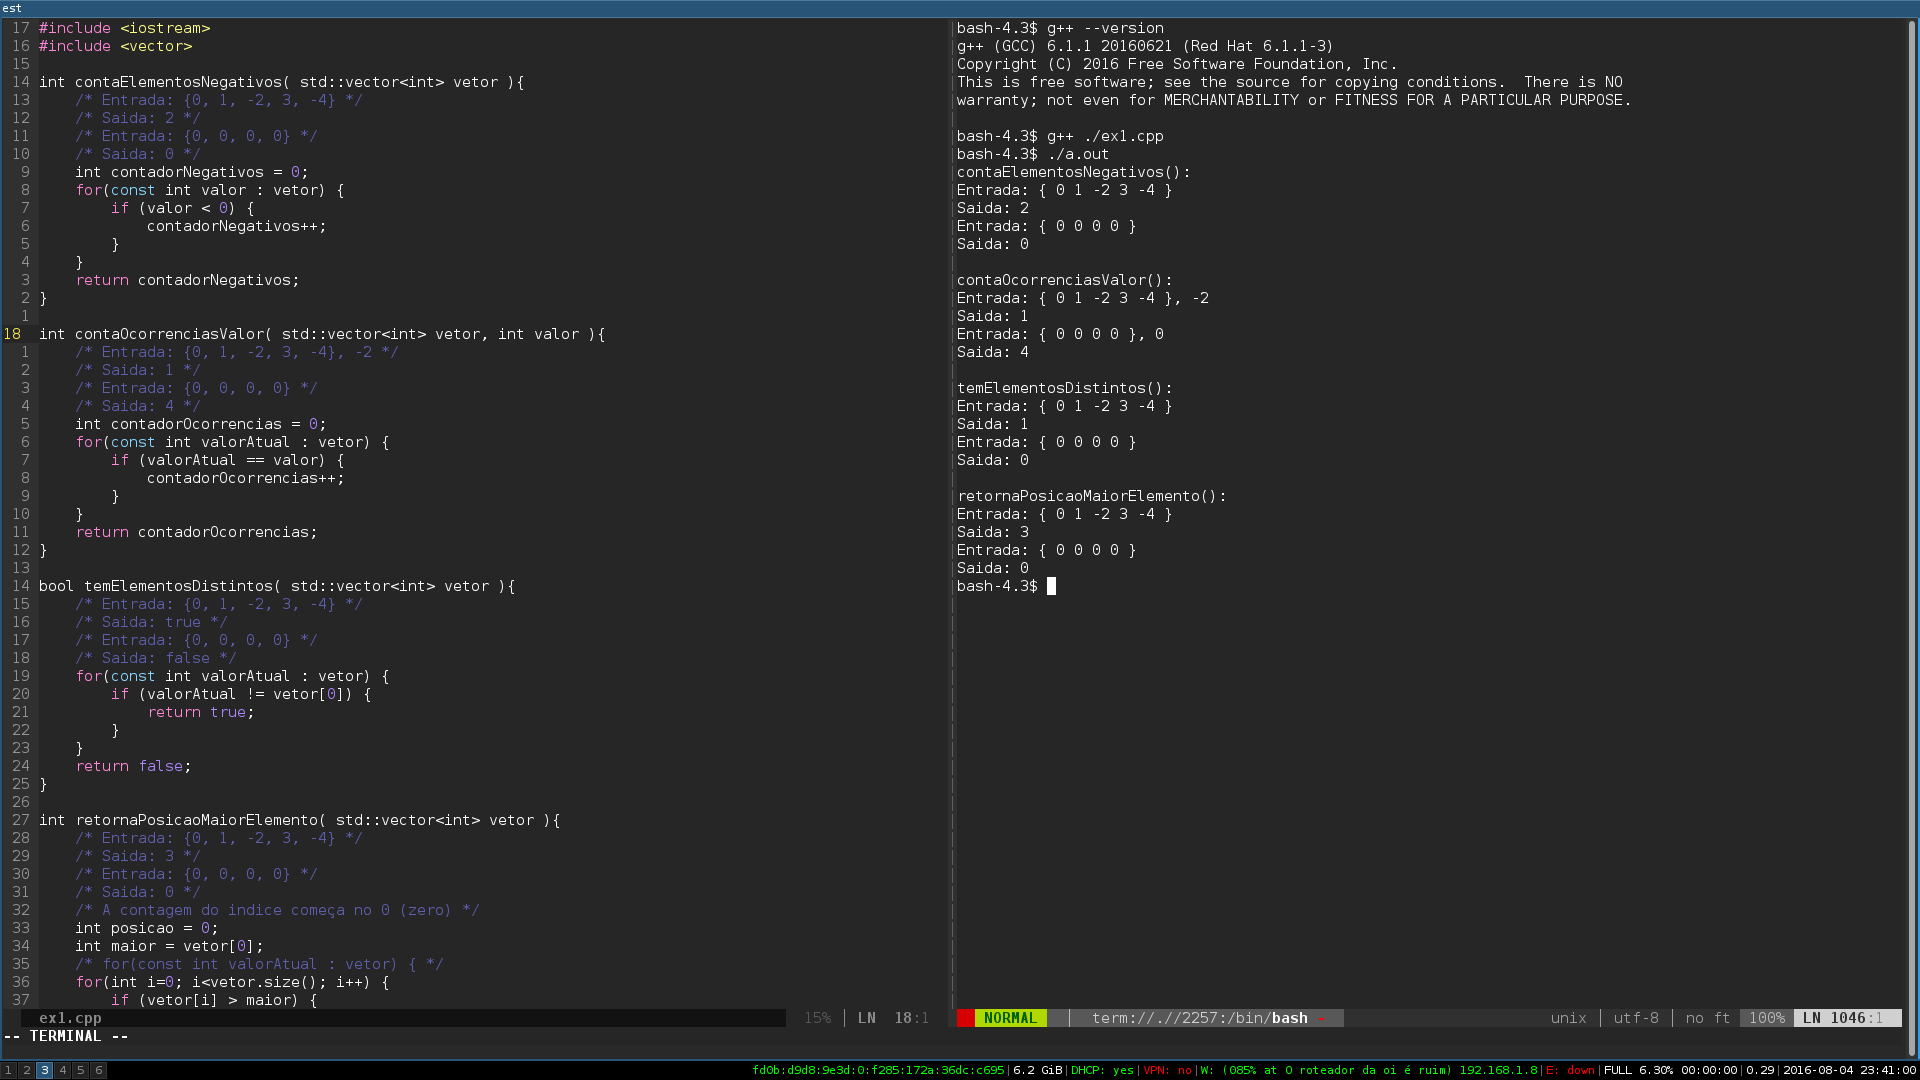 est
17 #include <iostream>
16 #include <vector>
15
14 int contaElementosNegativos( std::vector<int> vetor ){
13     /* Entrada: {0, 1, -2, 3, -4} */
12     /* Saida: 2 */
11     /* Entrada: {0, 0, 0, 0} */
10     /* Saida: 0 */
9     int contadorNegativos = 0;
8     for(const int valor : vetor) {
7         if (valor < 0) {
6             contadorNegativos++;
5         }
4     }
3     return contadorNegativos;
2 }
1
18 int contaOcorrenciasValor( std::vector<int> vetor, int valor ){
1     /* Entrada: {0, 1, -2, 3, -4}, -2 */
2     /* Saida: 1 */
3     /* Entrada: {0, 0, 0, 0} */
4     /* Saida: 4 */
5     int contadorOcorrencias = 0;
6     for(const int valorAtual : vetor) {
7         if (valorAtual == valor) {
8             contadorOcorrencias++;
9         }
10     }
11     return contadorOcorrencias;
12 }
13
14 bool temElementosDistintos( std::vector<int> vetor ){
15     /* Entrada: {0, 1, -2, 3, -4} */
16     /* Saida: true */
17     /* Entrada: {0, 0, 0, 0} */
18     /* Saida: false */
19     for(const int valorAtual : vetor) {
20         if (valorAtual != vetor[0]) {
21             return true;
22         }
23     }
24     return false;
25 }
26
27 int retornaPosicaoMaiorElemento( std::vector<int> vetor ){
28     /* Entrada: {0, 1, -2, 3, -4} */
29     /* Saida: 3 */
30     /* Entrada: {0, 0, 0, 0} */
31     /* Saida: 0 */
32     /* A contagem do indice começa no 0 (zero) */
33     int posicao = 0;
34     int maior = vetor[0];
35     /* for(const int valorAtual : vetor) { */
36     for(int i=0; i<vetor.size(); i++) {
37         if (vetor[i] > maior) {
ex1.cpp 15% | LN 18:1
-- TERMINAL --
bash-4.3$ g++ --version
g++ (GCC) 6.1.1 20160621 (Red Hat 6.1.1-3)
Copyright (C) 2016 Free Software Foundation, Inc.
This is free software; see the source for copying conditions.  There is NO
warranty; not even for MERCHANTABILITY or FITNESS FOR A PARTICULAR PURPOSE.
bash-4.3$ g++ ./ex1.cpp
bash-4.3$ ./a.out
contaElementosNegativos():
Entrada: { 0 1 -2 3 -4 }
Saida: 2
Entrada: { 0 0 0 0 }
Saida: 0
contaOcorrenciasValor():
Entrada: { 0 1 -2 3 -4 }, -2
Saida: 1
Entrada: { 0 0 0 0 }, 0
Saida: 4
temElementosDistintos():
Entrada: { 0 1 -2 3 -4 }
Saida: 1
Entrada: { 0 0 0 0 }
Saida: 0
retornaPosicaoMaiorElemento():
Entrada: { 0 1 -2 3 -4 }
Saida: 3
Entrada: { 0 0 0 0 }
Saida: 0
bash-4.3$
NORMAL | term://.//2257:/bin/bash - unix | utf-8 | no ft 100% LN 1046:1
1 2 3 4 5 6 fd0b:d9d8:9e3d:0:f285:172a:36dc:c695|6.2 GiB|DHCP: yes|VPN: no|W: (085% at O roteador da oi é ruim) 192.168.1.8|E: down|FULL 6.30% 00:00:00|0.29|2016-08-04 23:41:00